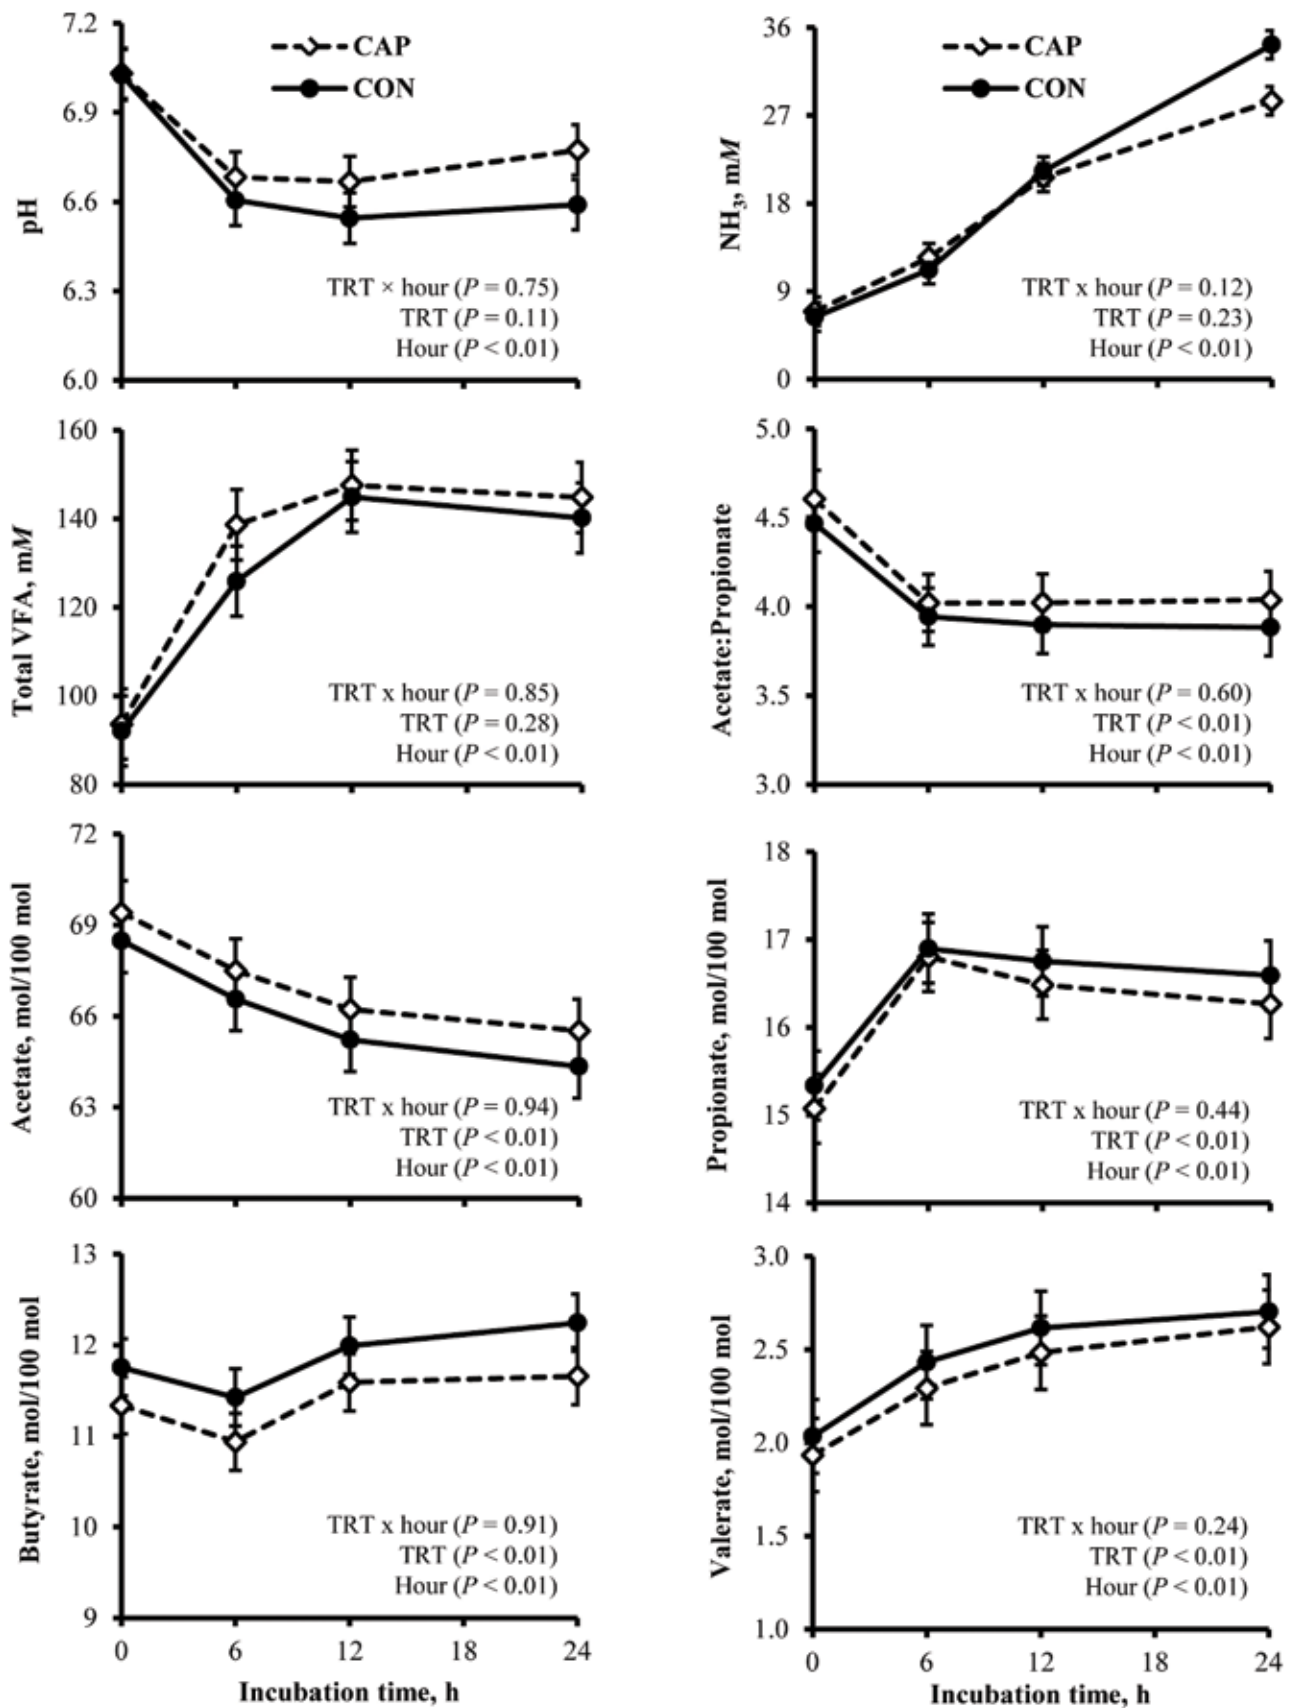 7.2
6.9
6.6
6.3
6.0
pH
CAP
CON
TRT × hour (P = 0.75)
TRT (P = 0.11)
Hour (P < 0.01)
0
6
12
h
24
36
27
18
9
0
NH3, mM
CAP
CON
TRT x hour (P = 0.12)
TRT (P = 0.23)
Hour (P < 0.01)
0
6
12
h
24
160
140
120
100
80
Total VFA, mM
TRT x hour (P = 0.85)
TRT (P = 0.28)
Hour (P < 0.01)
5.0
4.5
4.0
3.5
3.0
Acetate:Propionate
TRT x hour (P = 0.60)
TRT (P < 0.01)
Hour (P < 0.01)
72
69
66
63
60
Acetate, mol/100 mol
TRT x hour (P = 0.94)
TRT (P < 0.01)
Hour (P < 0.01)
18
17
16
15
14
Propionate, mol/100 mol
TRT x hour (P = 0.44)
TRT (P < 0.01)
Hour (P < 0.01)
13
12
11
10
9
Butyrate, mol/100 mol
TRT x hour (P = 0.91)
TRT (P < 0.01)
Hour (P < 0.01)
0
6
12
18
24
Incubation time, h
3.0
2.5
2.0
1.5
1.0
Valerate, mol/100 mol
TRT x hour (P = 0.24)
TRT (P < 0.01)
Hour (P < 0.01)
0
6
12
18
24
Incubation time, h